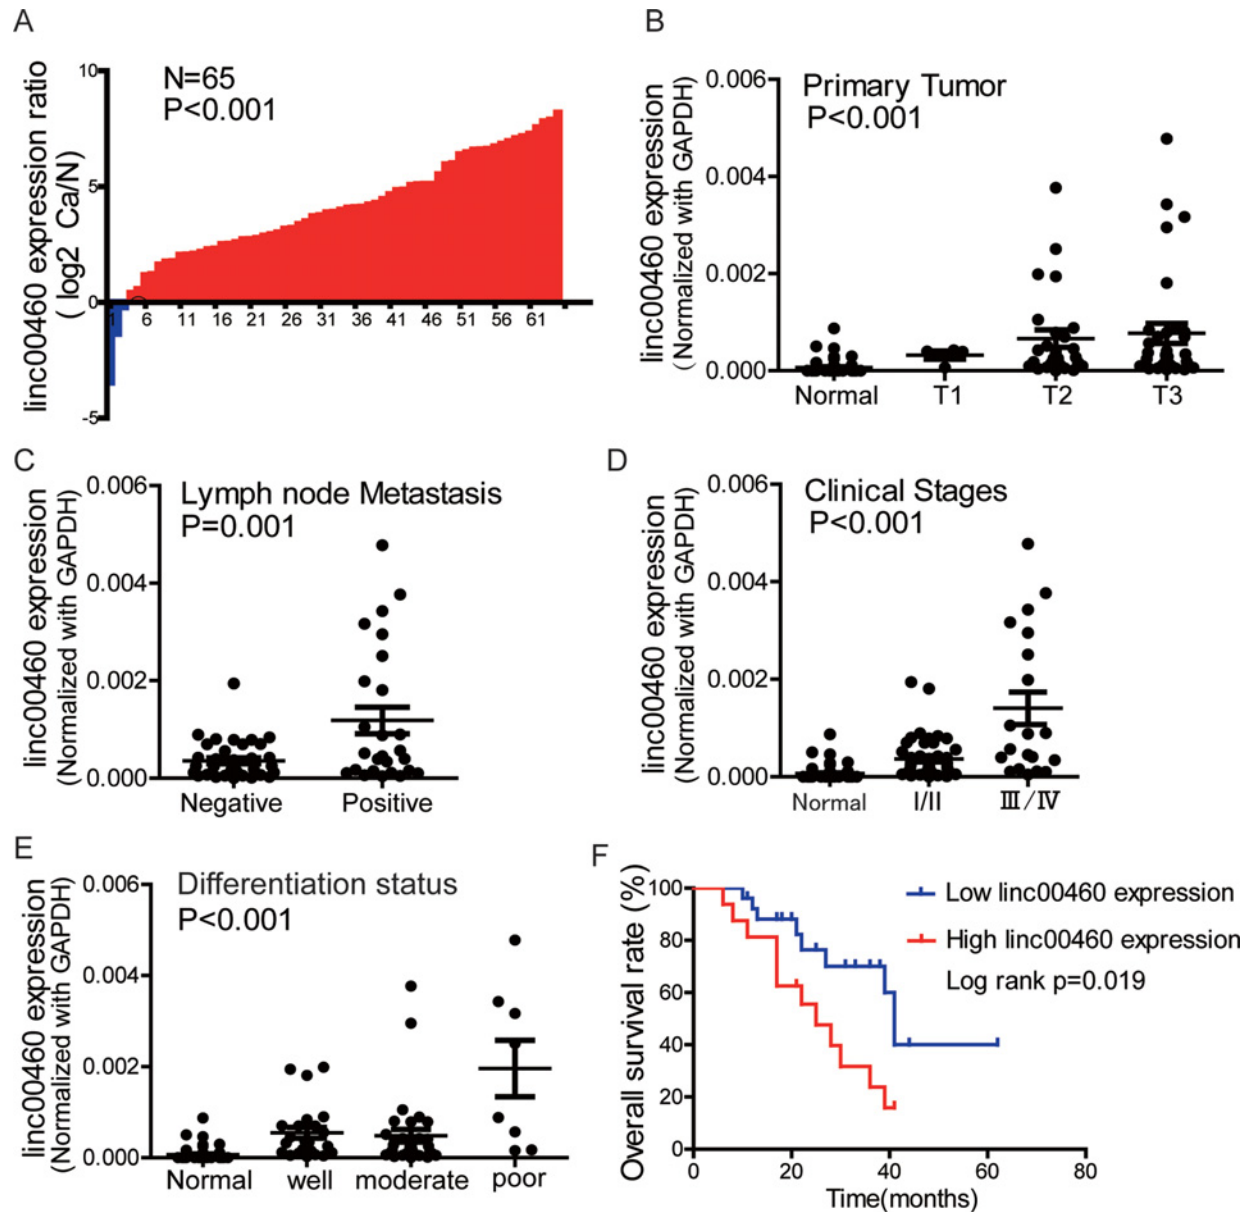 A
linc00460 expression ratio
( log2 Ca/N)
N=65
P<0.001
10
5
0
-5
1 6 11 16 21 26 31 36 41 46 51 56 61
B
linc00460 expression
(Normalized with GAPDH)
Primary Tumor
P<0.001
0.006
0.004
0.002
0.000
Normal T1 T2 T3
C
linc00460 expression
(Normalized with GAPDH)
Lymph node Metastasis
P=0.001
0.006
0.004
0.002
0.000
Negative Positive
D
linc00460 expression
(Normalized with GAPDH)
Clinical Stages
P<0.001
0.006
0.004
0.002
0.000
Normal I/II Ⅲ/Ⅳ
E
linc00460 expression
(Normalized with GAPDH)
Differentiation status
P<0.001
0.006
0.004
0.002
0.000
Normal well moderate poor
F
Overall survival rate (%)
100
80
60
40
20
0
0 20 40 60 80
Time(months)
Low linc00460 expression
High linc00460 expression
Log rank p=0.019